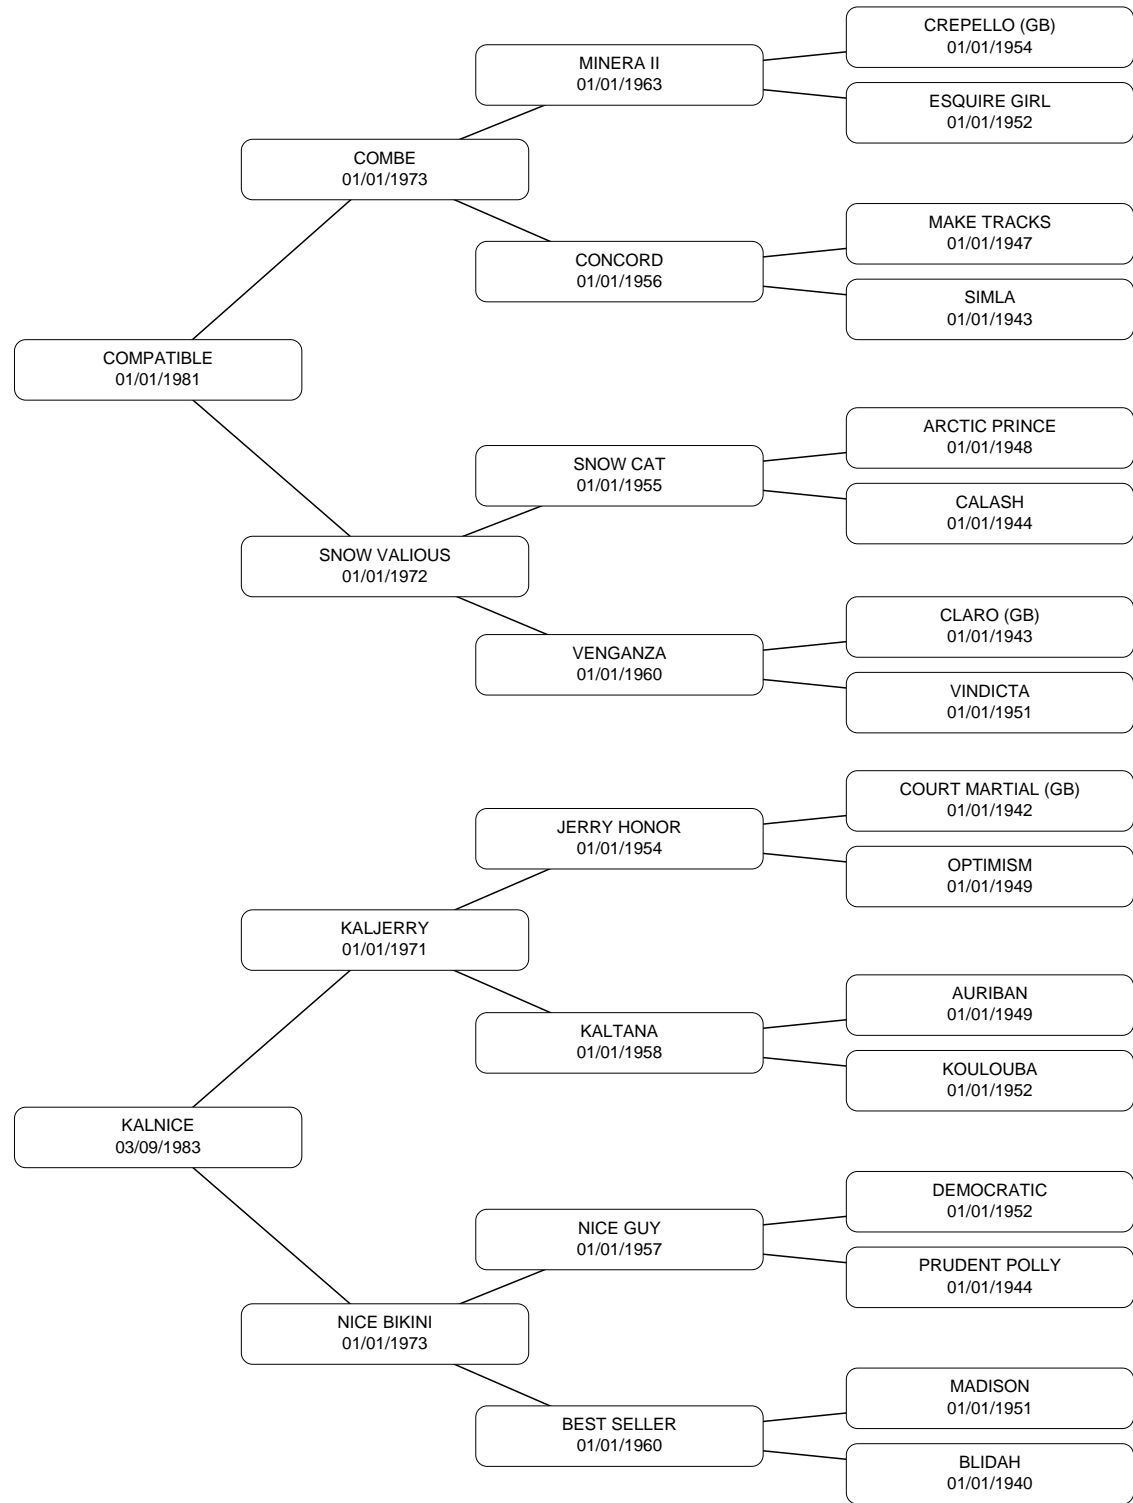 CREPELLO (GB)
01/01/1954
MINERA II
01/01/1963
ESQUIRE GIRL
01/01/1952
COMBE
01/01/1973
MAKE TRACKS
01/01/1947
CONCORD
01/01/1956
SIMLA
01/01/1943
COMPATIBLE
01/01/1981
ARCTIC PRINCE
01/01/1948
SNOW CAT
01/01/1955
CALASH
01/01/1944
SNOW VALIOUS
01/01/1972
CLARO (GB)
01/01/1943
VENGANZA
01/01/1960
VINDICTA
01/01/1951
COURT MARTIAL (GB)
01/01/1942
JERRY HONOR
01/01/1954
OPTIMISM
01/01/1949
KALJERRY
01/01/1971
AURIBAN
01/01/1949
KALTANA
01/01/1958
KOULOUBA
01/01/1952
KALNICE
03/09/1983
DEMOCRATIC
01/01/1952
NICE GUY
01/01/1957
PRUDENT POLLY
01/01/1944
NICE BIKINI
01/01/1973
MADISON
01/01/1951
BEST SELLER
01/01/1960
BLIDAH
01/01/1940